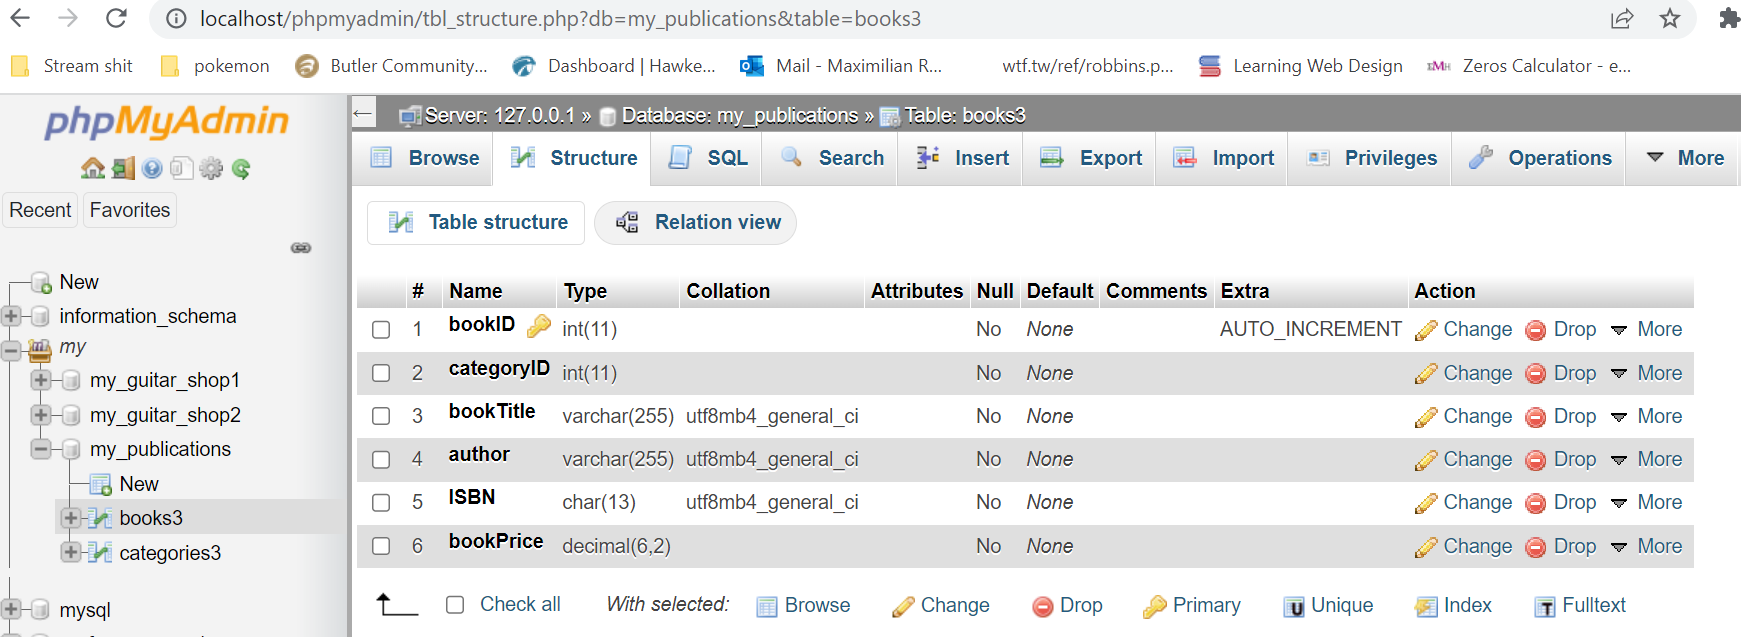 localhost/phpmyadmin/tbl_structure.php?db=my_publications&table=books3
Stream shit pokemon Butler Community... Dashboard | Hawke... Mail - Maximilian R... wtf.tw/ref/robbins.p... Learning Web Design Zeros Calculator - e...
phpMyAdmin
Recent Favorites
New
information_schema
my
my_guitar_shop1
my_guitar_shop2
my_publications
New
books3
categories3
mysql
Server: 127.0.0.1 » Database: my_publications » Table: books3
Browse Structure SQL Search Insert Export Import Privileges Operations More
Table structure Relation view
# Name Type Collation Attributes Null Default Comments Extra Action
1 bookID int(11) No None AUTO_INCREMENT Change Drop More
2 categoryID int(11) No None Change Drop More
3 bookTitle varchar(255) utf8mb4_general_ci No None Change Drop More
4 author varchar(255) utf8mb4_general_ci No None Change Drop More
5 ISBN char(13) utf8mb4_general_ci No None Change Drop More
6 bookPrice decimal(6,2) No None Change Drop More
Check all With selected: Browse Change Drop Primary Unique Index Fulltext